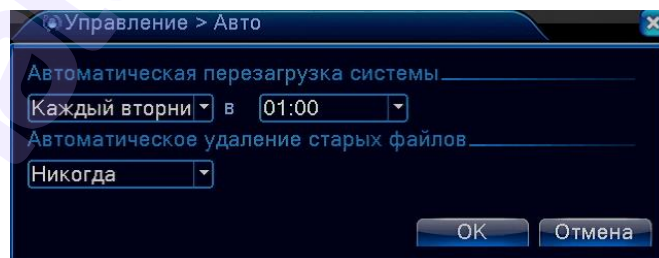 Управление > Авто
Автоматическая перезагрузка системы
Каждый вторни в 01:00
Автоматическое удаление старых файлов
Никогда
OK Отмена